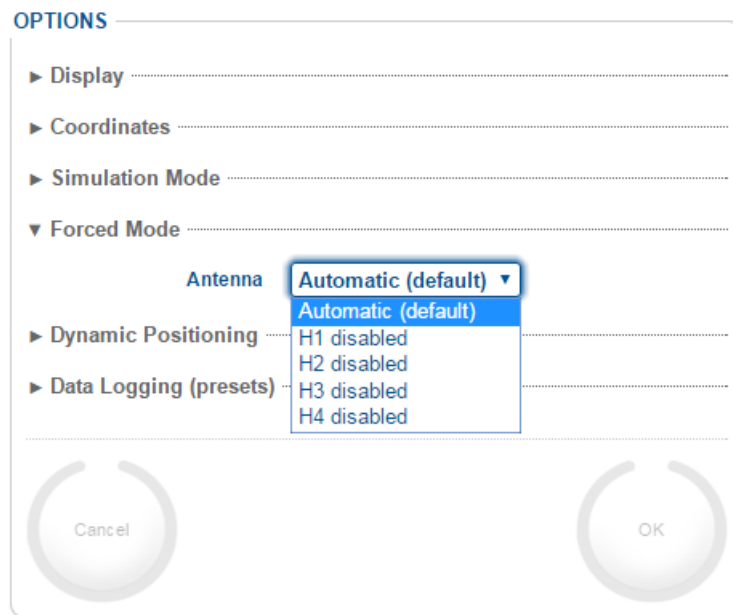 OPTIONS
► Display
► Coordinates
► Simulation Mode
▼ Forced Mode
Antenna Automatic (default) ▼
Automatic (default)
H1 disabled
H2 disabled
H3 disabled
H4 disabled
► Dynamic Positioning
► Data Logging (presets)
Cancel OK